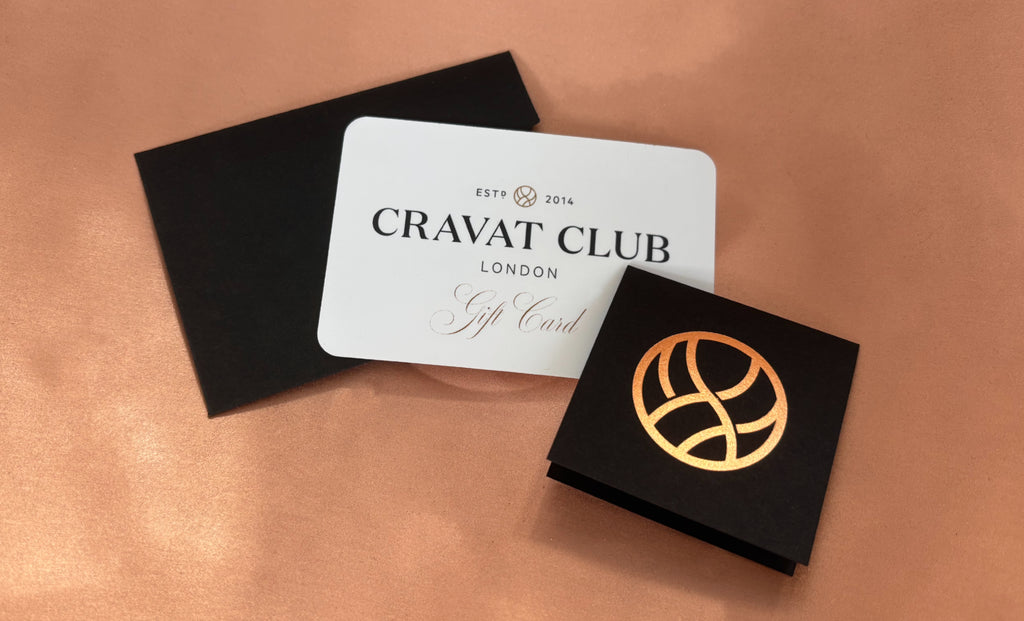 ESTD 2014
CRAVAT CLUB
LONDON
Gift Card